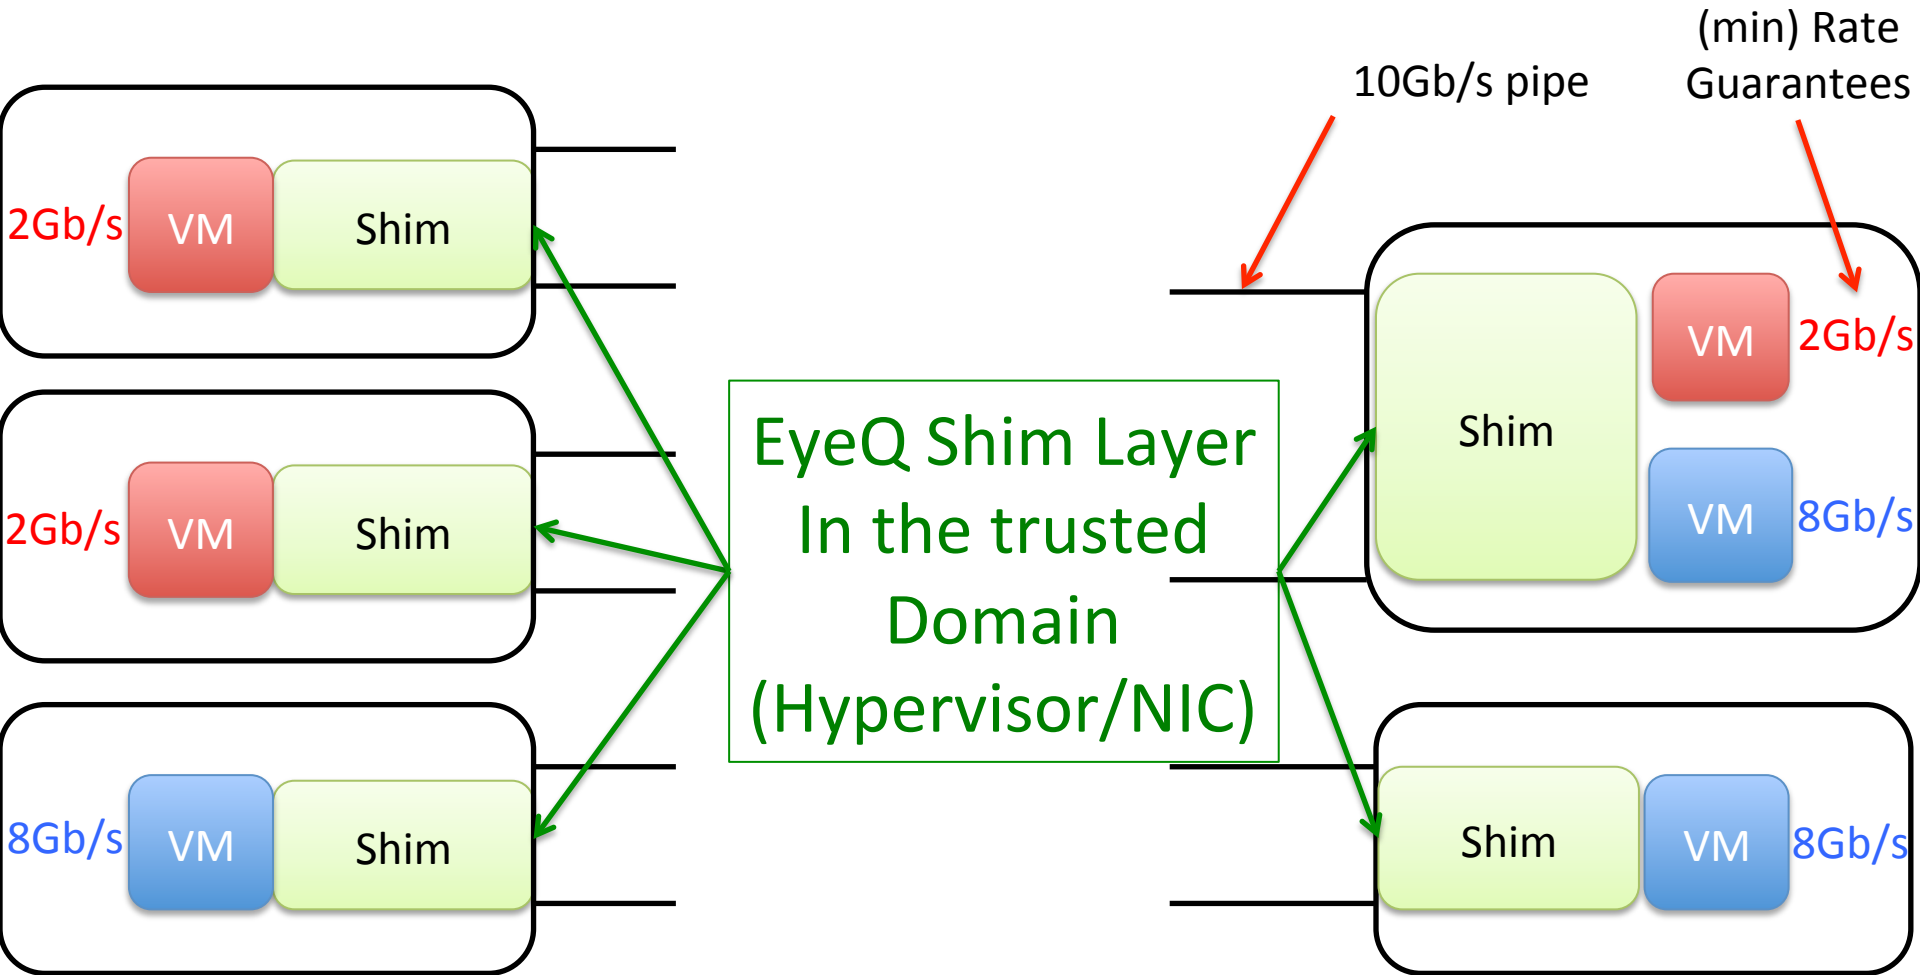 (min) Rate
Guarantees
10Gb/s pipe
2Gb/s VM Shim
2Gb/s VM Shim
8Gb/s VM Shim
EyeQ Shim Layer
In the trusted
Domain
(Hypervisor/NIC)
Shim
VM 2Gb/s
VM 8Gb/s
Shim VM 8Gb/s